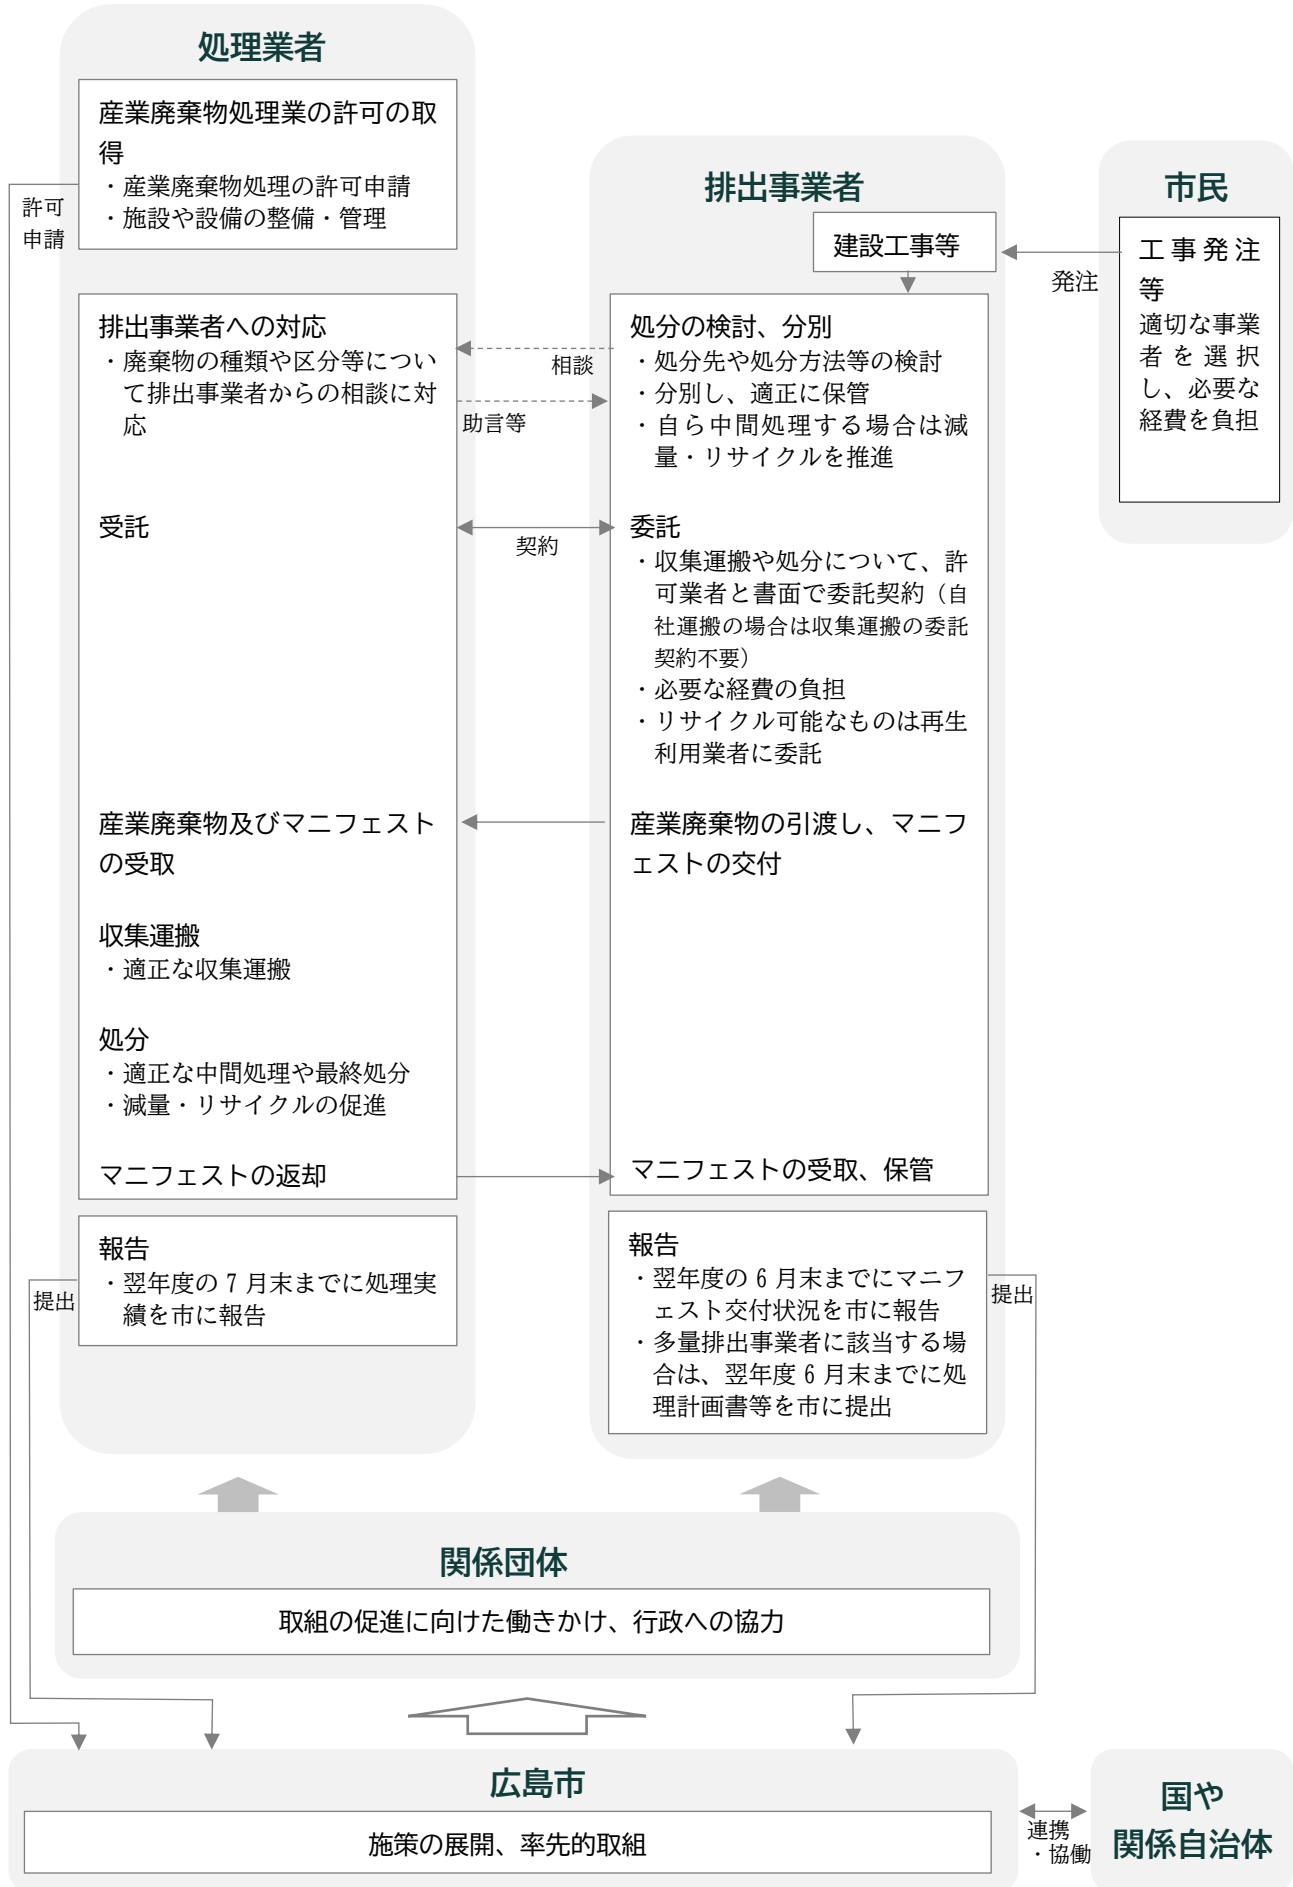 処理業者
産業廃棄物処理業の許可の取
得
・産業廃棄物処理の許可申請
・施設や設備の整備・管理
許可
申請
排出事業者への対応
・廃棄物の種類や区分等につい
て排出事業者からの相談に対
応
受託
産業廃棄物及びマニフェスト
の受取
収集運搬
・適正な収集運搬
処分
・適正な中間処理や最終処分
・減量・リサイクルの促進
マニフェストの返却
報告
・翌年度の7月末までに処理実
績を市に報告
提出
相談
助言等
契約
排出事業者
建設工事等
処分の検討、分別
・処分先や処分方法等の検討
・分別し、適正に保管
・自ら中間処理する場合は減
量・リサイクルを推進
委託
・収集運搬や処分について、許
可業者と書面で委託契約（自
社運搬の場合は収集運搬の委託
契約不要）
・必要な経費の負担
・リサイクル可能なものは再生
利用業者に委託
産業廃棄物の引渡し、マニフ
ェストの交付
マニフェストの受取、保管
報告
・翌年度の6月末までにマニフ
ェスト交付状況を市に報告
・多量排出事業者に該当する場
合は、翌年度6月末までに処
理計画書等を市に提出
提出
発注
市民
工事発注
等
適切な事業
者を選択
し、必要な
経費を負担
関係団体
取組の促進に向けた働きかけ、行政への協力
広島市
施策の展開、率先的取組
連携
・協働
国や
関係自治体